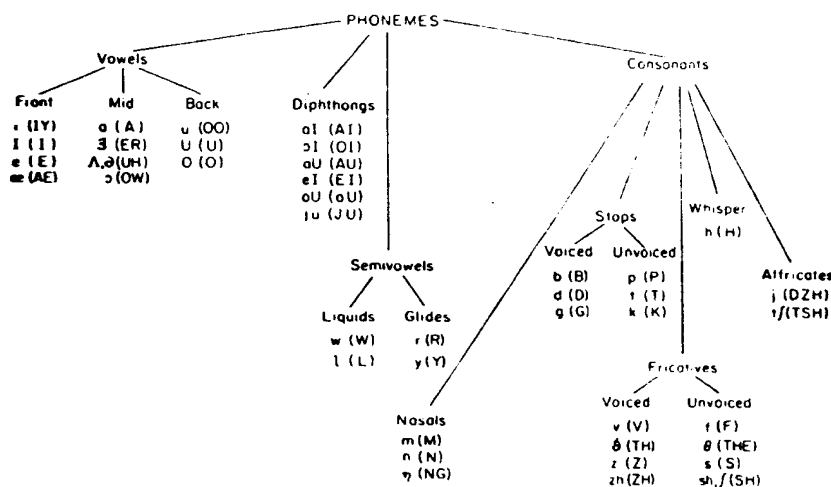 PHONEMES
Vowels
Front Mid Back
i (IY) a (A) u (OO)
I (I) ɝ (ER) U (U)
e (E) ʌ,ə (UH) O (O)
æ (AE) ɔ (OW)
Diphthongs
aI (AI)
ɔI (OI)
aU (AU)
eI (EI)
oU (oU)
ju (JU)
Semivowels
Liquids Glides
w (W) r (R)
l (L) y (Y)
Consonants
Nasals
m (M)
n (N)
η (NG)
Stops
Voiced Unvoiced
b (B) p (P)
d (D) t (T)
g (G) k (K)
Whisper
h (H)
Fricatives
Voiced Unvoiced
v (V) f (F)
ð (TH) θ (THE)
z (Z) s (S)
zh (ZH) sh, ʃ (SH)
Affricates
j (DZH)
tʃ (TSH)